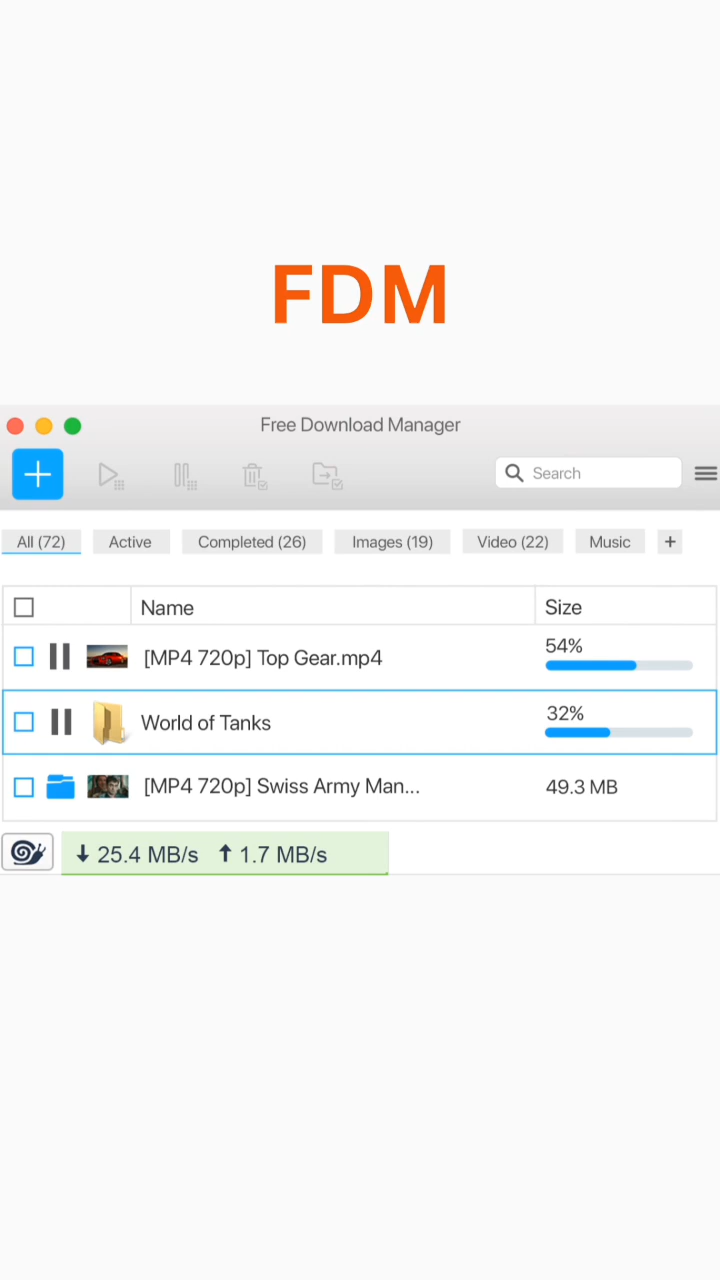 FDM
Free Download Manager
Search
All (72) Active Completed (26) Images (19) Video (22) Music +
Name Size
[MP4 720p] Top Gear.mp4 54%
World of Tanks 32%
[MP4 720p] Swiss Army Man... 49.3 MB
25.4 MB/s 1.7 MB/s